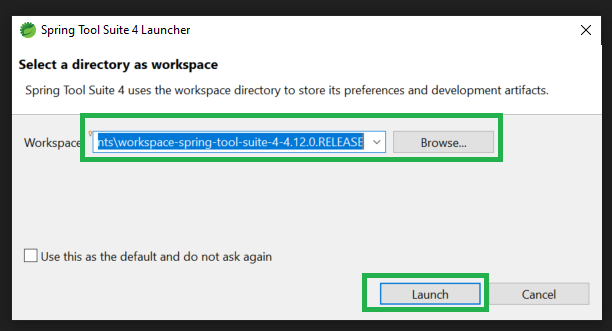 Spring Tool Suite 4 Launcher
Select a directory as workspace
Spring Tool Suite 4 uses the workspace directory to store its preferences and development artifacts.
Workspace nts\workspace-spring-tool-suite-4-4.12.0.RELEASE Browse...
Use this as the default and do not ask again
Launch Cancel